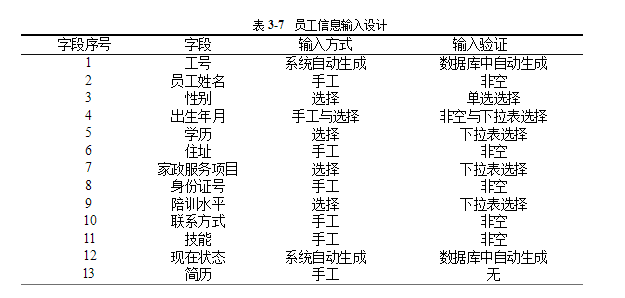 表 3-7 员工信息输入设计
字段序号 字段 输入方式 输入验证
1 工号 系统自动生成 数据库中自动生成
2 员工姓名 手工 非空
3 性别 选择 单选选择
4 出生年月 手工与选择 非空与下拉表选择
5 学历 选择 下拉表选择
6 住址 手工 非空
7 家政服务项目 选择 下拉表选择
8 身份证号 手工 非空
9 陪训水平 选择 下拉表选择
10 联系方式 手工 非空
11 技能 手工 非空
12 现在状态 系统自动生成 数据库中自动生成
13 简历 手工 无